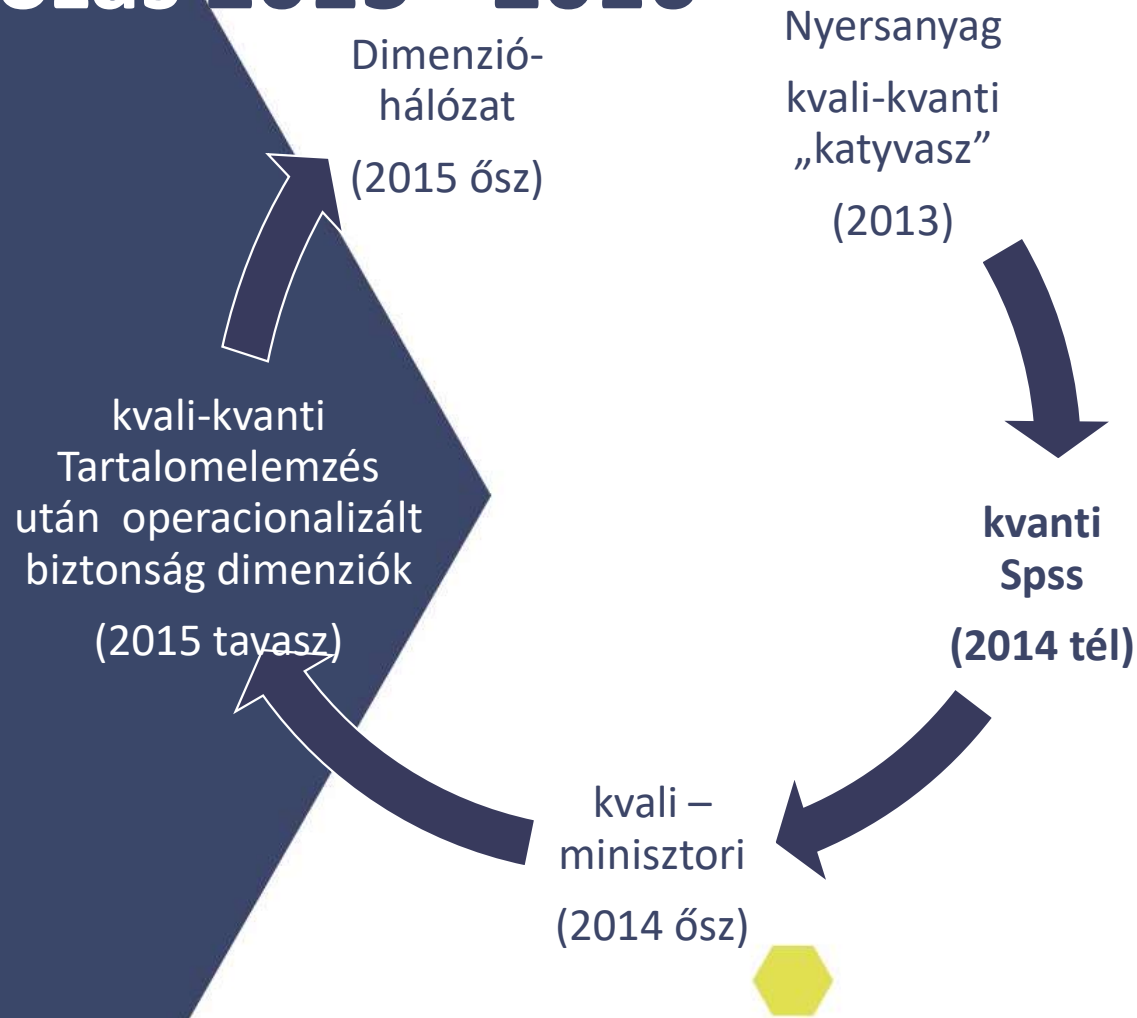 2013
Nyersanyag
kvali-kvanti
„katyvasz”
(2013)
kvanti
Spss
(2014 tél)
kvali –
minisztori
(2014 ősz)
kvali-kvanti
Tartalomelemzés
után operacionalizált
biztonság dimenziók
(2015 tavasz)
Dimenzió-
hálózat
(2015 ősz)